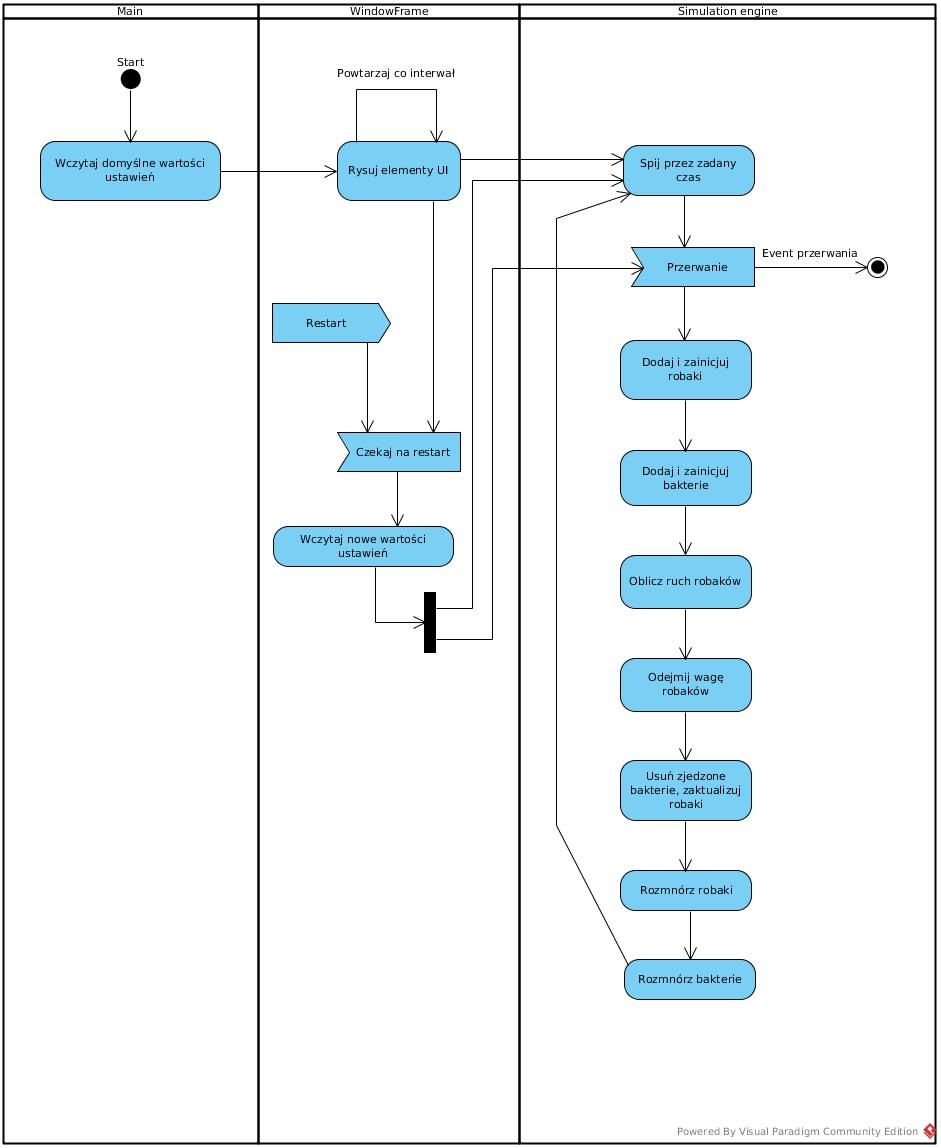 Main
WindowFrame
Simulation engine
Start
Powtarzaj co interwał
Wczytaj domyślne wartości
ustawień
Rysuj elementy UI
Spij przez zadany
czas
Event przerwania
Przerwanie
Restart
Dodaj i zainicjuj
robaki
Czekaj na restart
Dodaj i zainicjuj
bakterie
Wczytaj nowe wartości
ustawień
Oblicz ruch robaków
Odejmij wagę
robaków
Usuń zjedzone
bakterie, zaktualizuj
robaki
Rozmnórz robaki
Rozmnórz bakterie
Powered By Visual Paradigm Community Edition